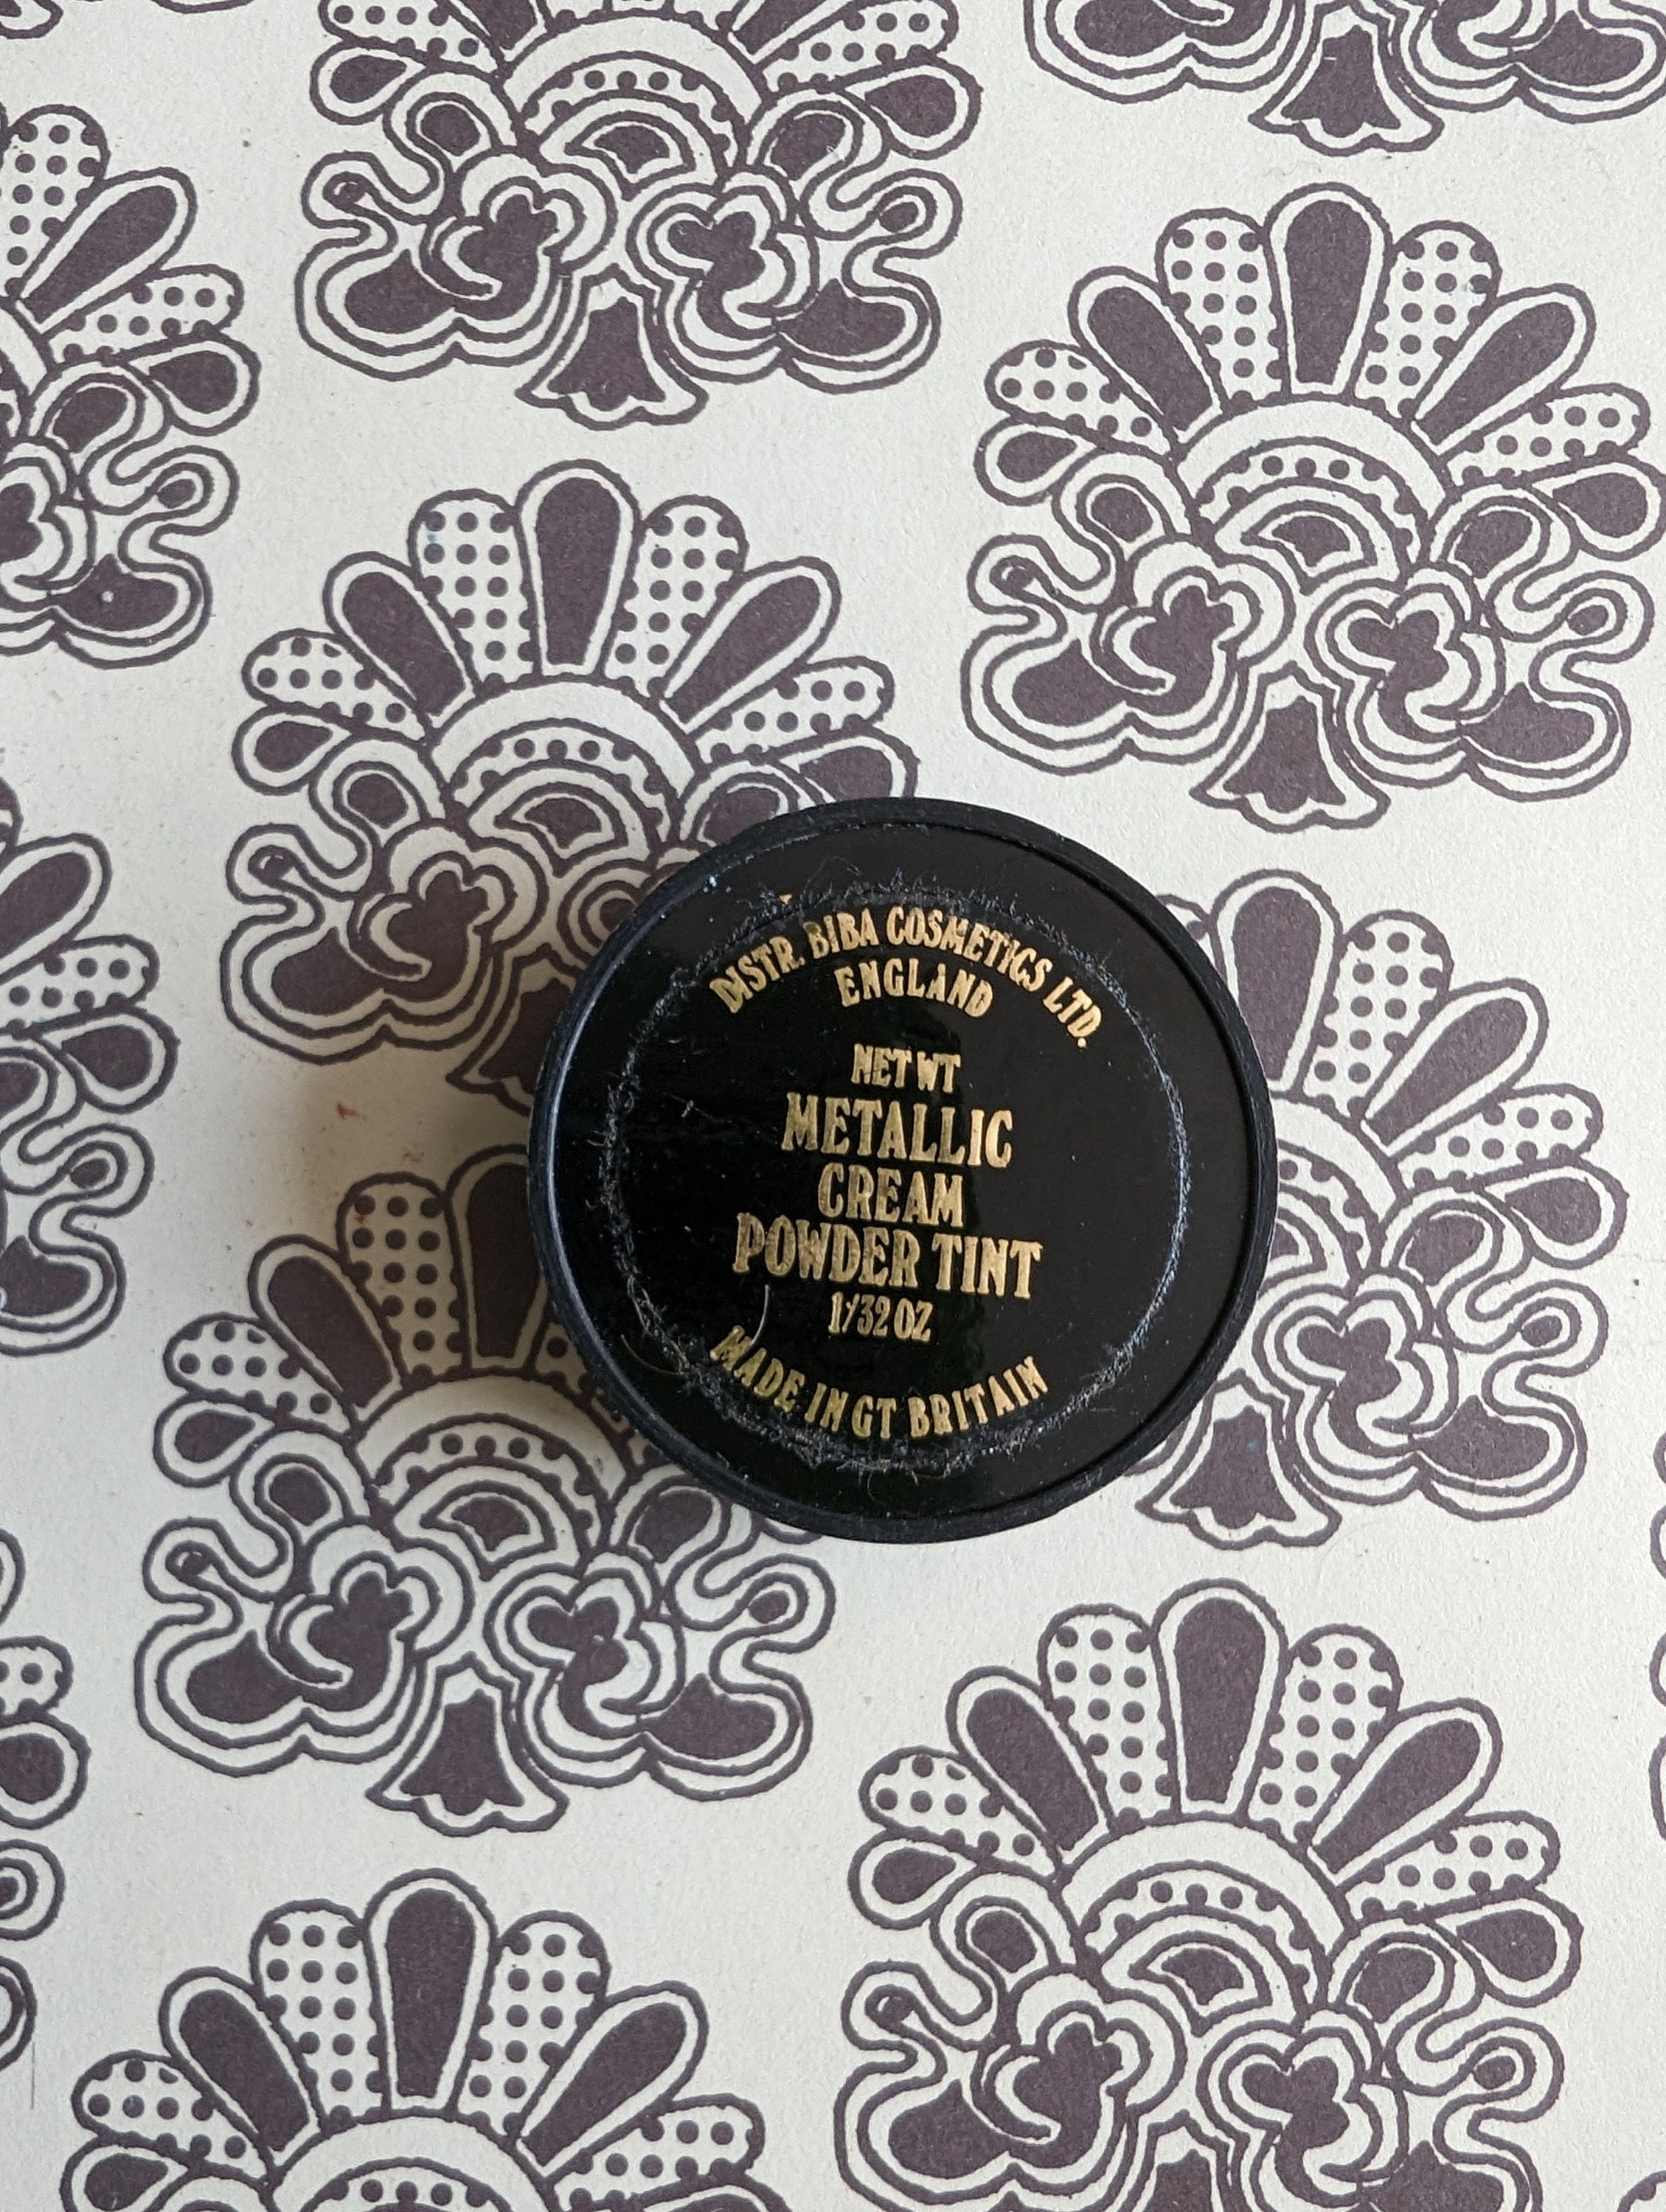 DISTR. BIBA COSMETICS LTD.
ENGLAND
NET WT
METALLIC
CREAM
POWDER TINT
1/32 OZ
MADE IN GT BRITAIN